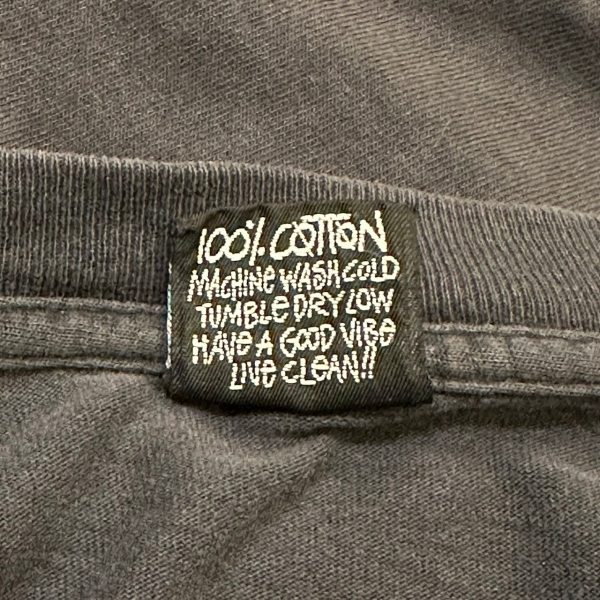 100% COTTON
MACHINE WASH COLD
TUMBLE DRY LOW
HAVE A GOOD VIBE
LIVE CLEAN!!